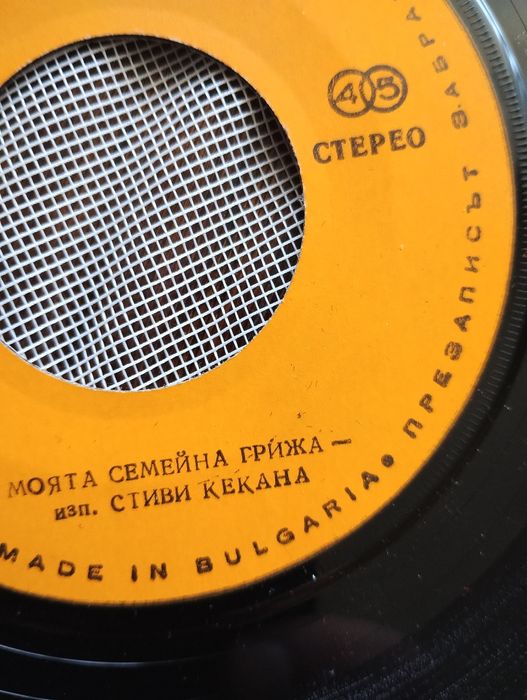 45
СТЕРЕО
МОЯТА СЕМЕЙНА ГРИЖА –
изп. СТИВИ КЕКАНА
MADE IN BULGARIA • ПРЕЗАПИСЪТ ЗАБРА